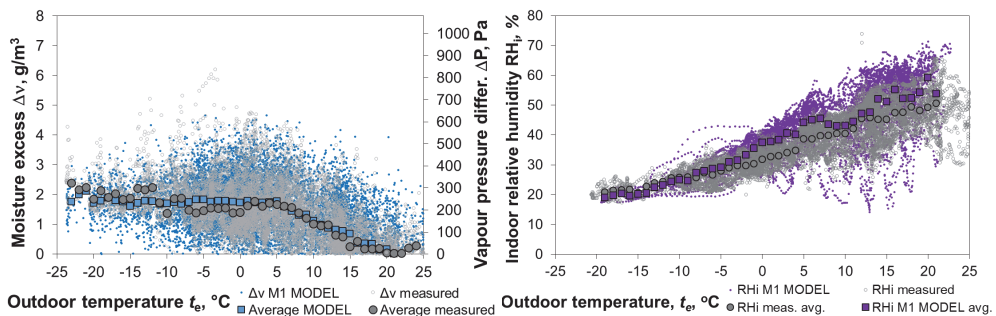 Moisture excess Δν, g/m³
8
7
6
5
4
3
2
1
0
-25 -20 -15 -10 -5 0 5 10 15 20 25
1000
900
800
700
600
500
400
300
200
100
0
Vapour pressure differ. ΔP, Pa
Outdoor temperature te, °C
Δν M1 MODEL
Δν measured
Average MODEL
Average measured
Indoor relative humidity RHi, %
80
70
60
50
40
30
20
10
0
-25 -20 -15 -10 -5 0 5 10 15 20 25
Outdoor temperature, te, °C
RHi M1 MODEL
RHi measured
RHi meas. avg.
RHi M1 MODEL avg.